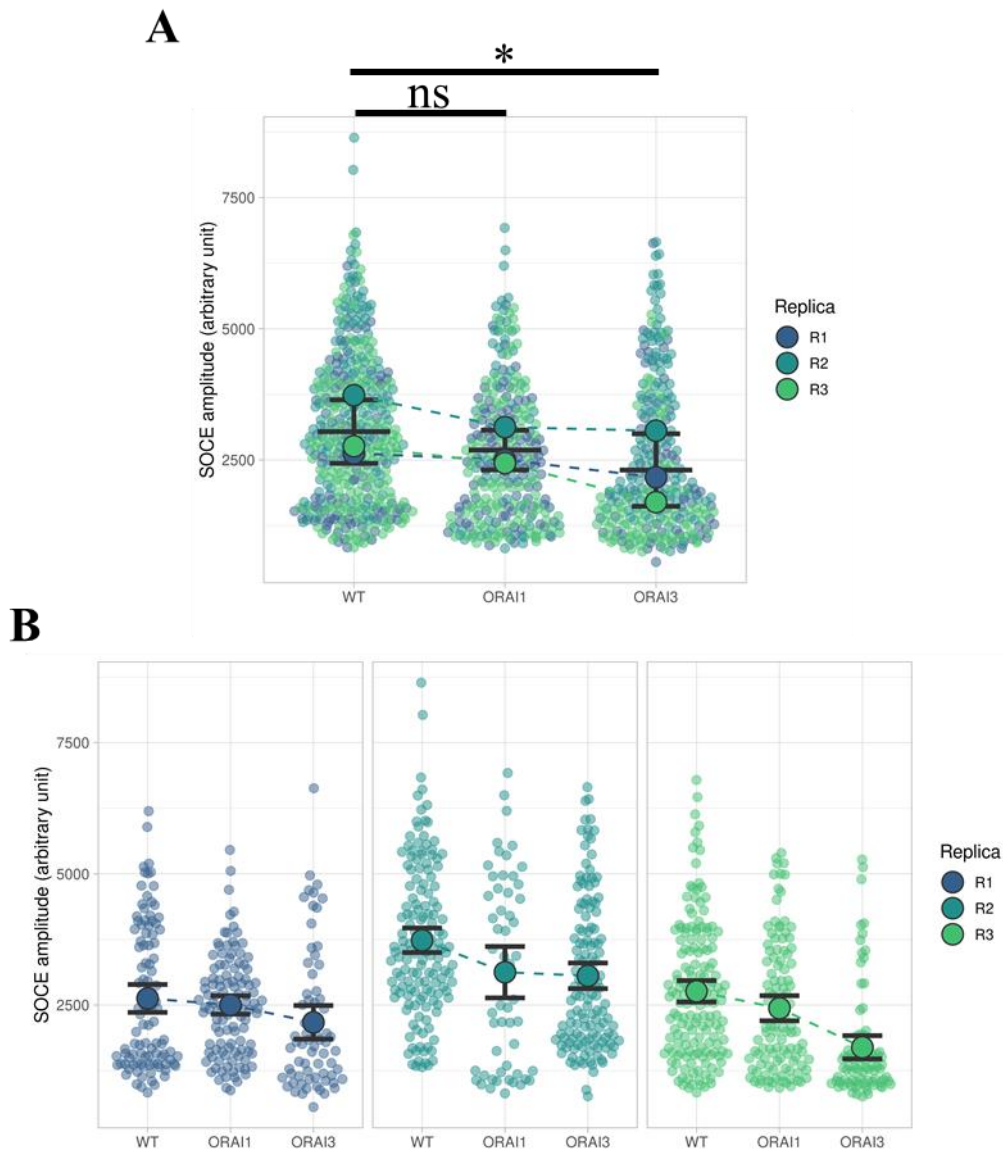 A
*
ns
SOCE amplitude (arbitrary unit)
7500
5000
2500
WT ORAI1 ORAI3
Replica
R1
R2
R3
B
SOCE amplitude (arbitrary unit)
7500
5000
2500
WT ORAI1 ORAI3 WT ORAI1 ORAI3 WT ORAI1 ORAI3
Replica
R1
R2
R3